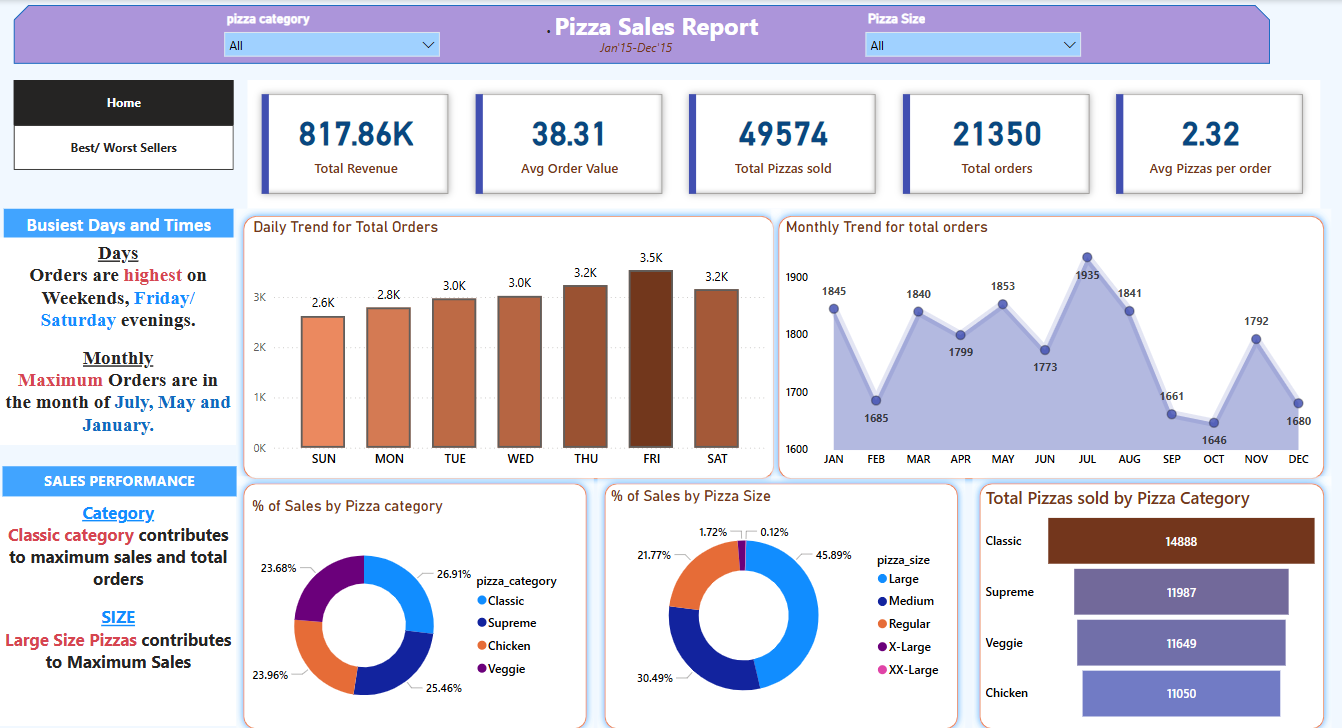 pizza category
All
. Pizza Sales Report
Jan'15-Dec'15
Pizza Size
All
Home
Best/ Worst Sellers
817.86K
Total Revenue
38.31
Avg Order Value
49574
Total Pizzas sold
21350
Total orders
2.32
Avg Pizzas per order
Busiest Days and Times
Days
Orders are highest on
Weekends, Friday/
Saturday evenings.
Monthly
Maximum Orders are in
the month of July, May and
January.
SALES PERFORMANCE
Category
Classic category contributes
to maximum sales and total
orders
SIZE
Large Size Pizzas contributes
to Maximum Sales
Daily Trend for Total Orders
3K
2K
1K
0K
2.6K
2.8K
3.0K
3.0K
3.2K
3.5K
3.2K
SUN MON TUE WED THU FRI SAT
Monthly Trend for total orders
1900
1800
1700
1600
1845
1685
1840
1799
1853
1773
1935
1841
1661
1646
1792
1680
JAN FEB MAR APR MAY JUN JUL AUG SEP OCT NOV DEC
% of Sales by Pizza category
23.68%
26.91%
23.96%
25.46%
pizza_category
Classic
Supreme
Chicken
Veggie
% of Sales by Pizza Size
1.72%
0.12%
21.77%
45.89%
30.49%
pizza_size
Large
Medium
Regular
X-Large
XX-Large
Total Pizzas sold by Pizza Category
Classic 14888
Supreme 11987
Veggie 11649
Chicken 11050